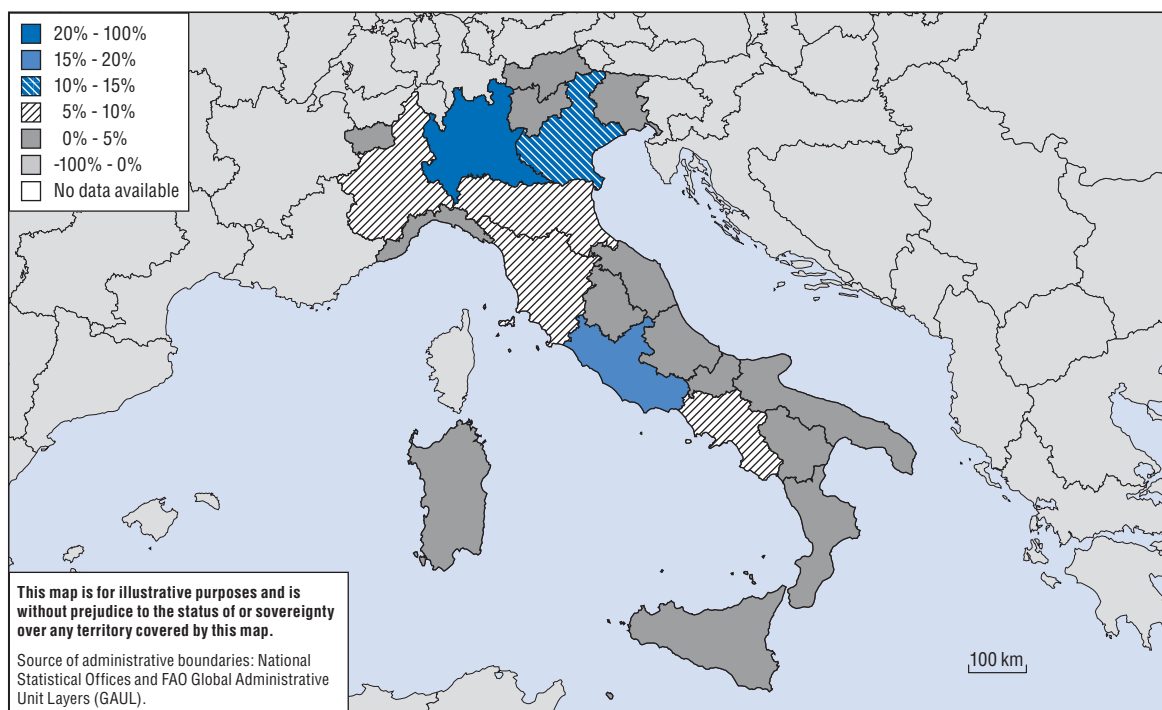 20% - 100%
15% - 20%
10% - 15%
5% - 10%
0% - 5%
-100% - 0%
No data available
This map is for illustrative purposes and is
without prejudice to the status of or sovereignty
over any territory covered by this map.
Source of administrative boundaries: National
Statistical Offices and FAO Global Administrative
Unit Layers (GAUL).
100 km